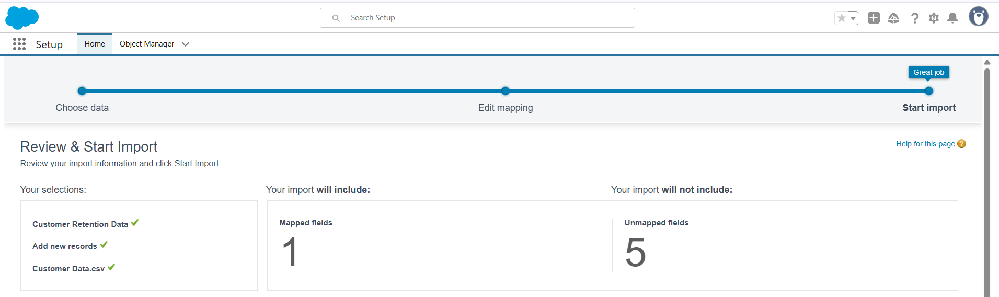 Search Setup
Setup
Home
Object Manager
Great job
Choose data
Edit mapping
Start import
Review & Start Import
Help for this page
Review your import information and click Start Import.
Your selections:
Your import will include:
Your import will not include:
Customer Retention Data
Add new records
Customer Data.csv
Mapped fields
1
Unmapped fields
5